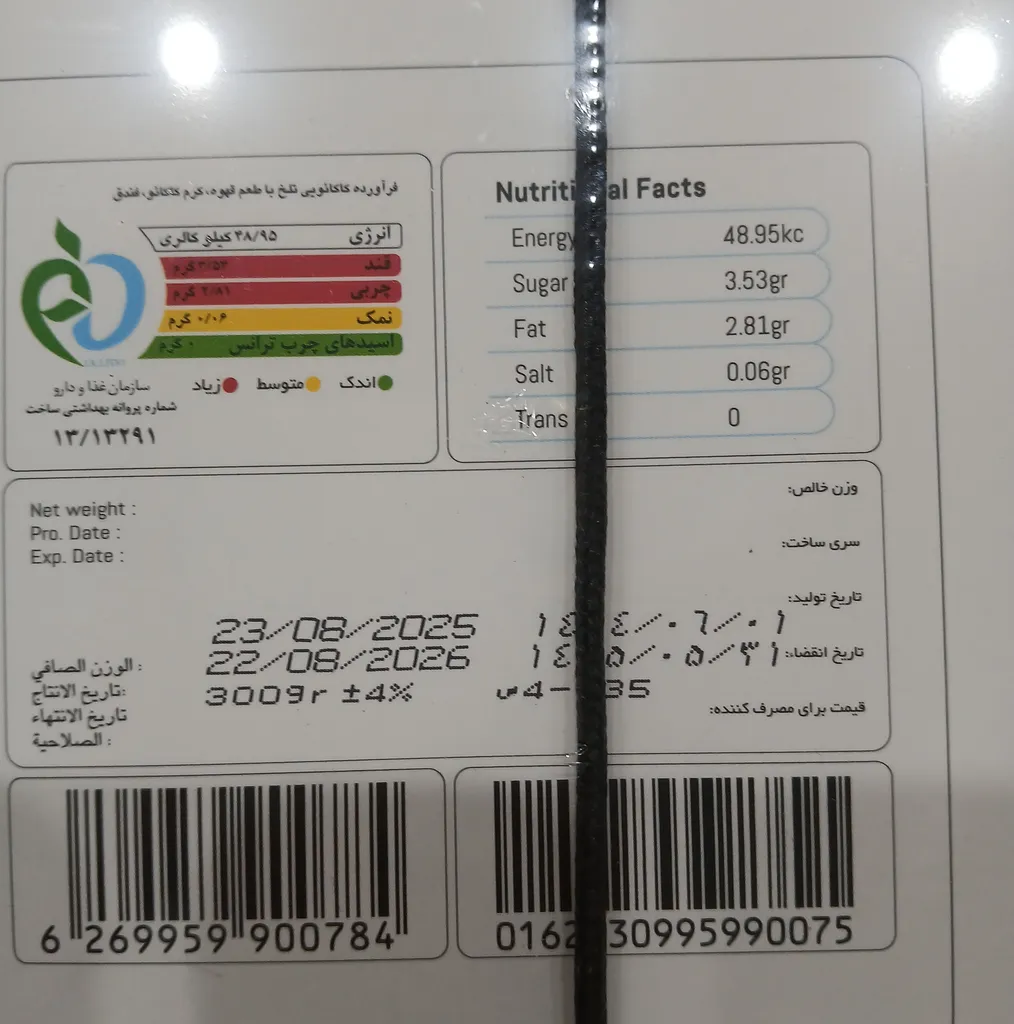 فرآورده کاکائویی تلخ با طعم قهوه، کرم کاکائو، فندق
انرژی ۴۸/۹۵ کیلو کالری
قند ۳/۵۳ گرم
چربی ۲/۸۱ گرم
نمک ۰/۰۶ گرم
اسیدهای چرب ترانس ۰ گرم
اندک متوسط زیاد
سازمان غذا و دارو
شماره پروانه بهداشتی ساخت
۱۳/۱۳۲۹۱
Facts
Energy 48.95kc
Sugar 3.53gr
Fat 2.81gr
Salt 0.06gr
Trans 0
Net weight :
Pro. Date :
Exp. Date :
وزن خالص:
سری ساخت:
تاریخ تولید:
تاریخ انقضاء:
قیمت برای مصرف کننده:
23/08/2025
22/08/2026
3009r ±4%
الوزن الصافي :
تاريخ الانتاج:
تاريخ الانتهاء
الصلاحية :
6 269959 900784